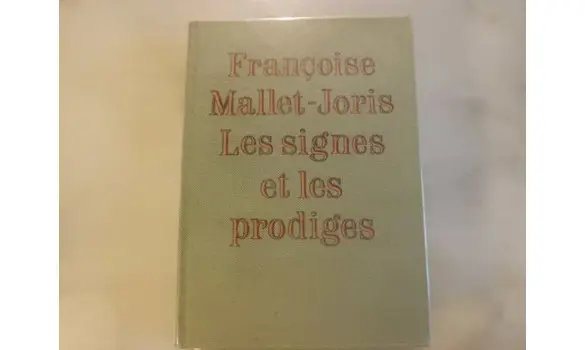 Françoise
Mallet-Joris
Les signes
et les
prodiges